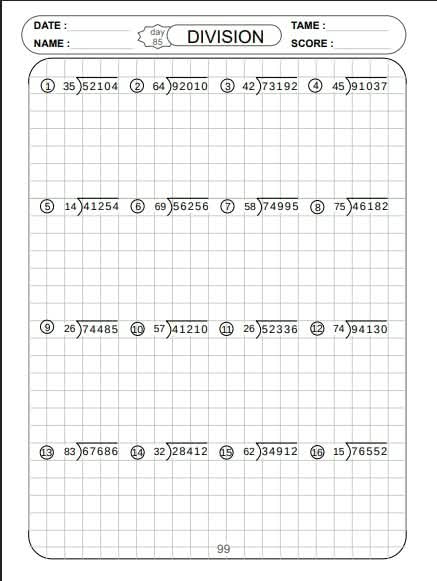 DATE :
NAME :
day
85
DIVISION
TAME :
SCORE :
1 35)52104 2 64)92010 3 42)73192 4 45)91037
5 14)41254 6 69)56256 7 58)74995 8 75)46182
9 26)74485 10 57)41210 11 26)52336 12 74)94130
13 83)67686 14 32)28412 15 62)34912 16 15)76552
99